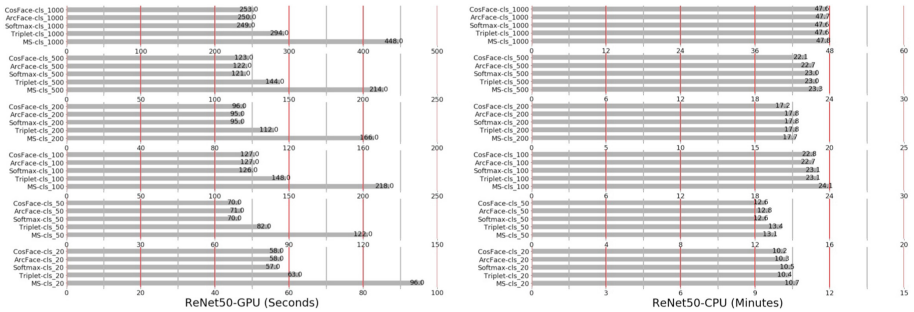 CosFace-cls_1000 253.0
ArcFace-cls_1000 250.0
Softmax-cls_1000 249.0
Triplet-cls_1000 294.0
MS-cls_1000 448.0
0 100 200 300 400 500
CosFace-cls_500 123.0
ArcFace-cls_500 122.0
Softmax-cls_500 121.0
Triplet-cls_500 144.0
MS-cls_500 214.0
0 50 100 150 200 250
CosFace-cls_200 96.0
ArcFace-cls_200 95.0
Softmax-cls_200 95.0
Triplet-cls_200 112.0
MS-cls_200 166.0
0 40 80 120 160 200
CosFace-cls_100 127.0
ArcFace-cls_100 127.0
Softmax-cls_100 126.0
Triplet-cls_100 148.0
MS-cls_100 218.0
0 50 100 150 200 250
CosFace-cls_50 70.0
ArcFace-cls_50 71.0
Softmax-cls_50 70.0
Triplet-cls_50 82.0
MS-cls_50 122.0
0 30 60 90 120 150
CosFace-cls_20 58.0
ArcFace-cls_20 58.0
Softmax-cls_20 57.0
Triplet-cls_20 63.0
MS-cls_20 96.0
0 20 40 60 80 100
ReNet50-GPU (Seconds)
CosFace-cls_1000 47.6
ArcFace-cls_1000 47.7
Softmax-cls_1000 47.6
Triplet-cls_1000 47.6
MS-cls_1000 47.8
0 12 24 36 48 60
CosFace-cls_500 22.1
ArcFace-cls_500 22.7
Softmax-cls_500 23.0
Triplet-cls_500 23.0
MS-cls_500 23.3
0 6 12 18 24 30
CosFace-cls_200 17.2
ArcFace-cls_200 17.8
Softmax-cls_200 17.8
Triplet-cls_200 17.8
MS-cls_200 17.7
0 5 10 15 20 25
CosFace-cls_100 22.8
ArcFace-cls_100 22.7
Softmax-cls_100 23.1
Triplet-cls_100 23.1
MS-cls_100 24.1
0 6 12 18 24 30
CosFace-cls_50 12.6
ArcFace-cls_50 12.8
Softmax-cls_50 12.6
Triplet-cls_50 13.4
MS-cls_50 13.1
0 4 8 12 16 20
CosFace-cls_20 10.2
ArcFace-cls_20 10.3
Softmax-cls_20 10.5
Triplet-cls_20 10.4
MS-cls_20 10.7
0 3 6 9 12 15
ReNet50-CPU (Minutes)